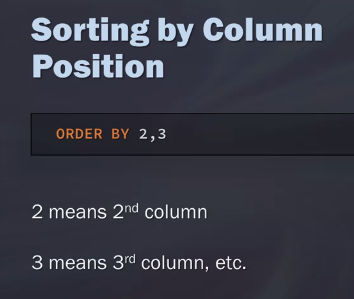 Sorting by Column
Position
ORDER BY 2,3
2 means 2nd column
3 means 3rd column, etc.